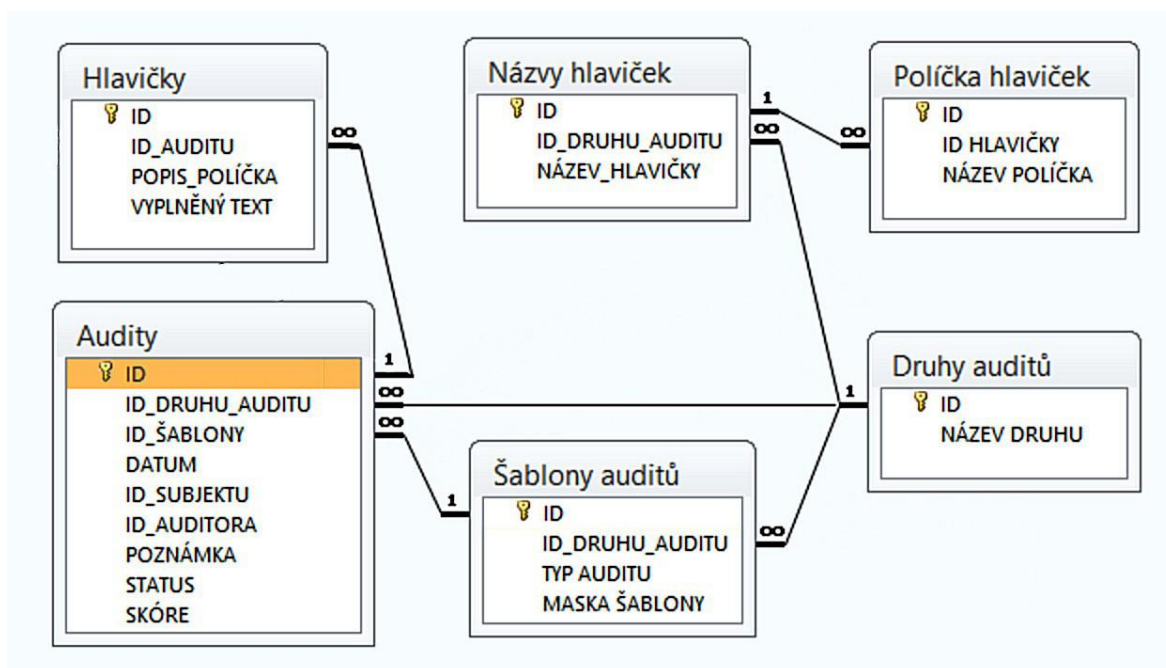 Hlavičky
ID
ID_AUDITU
POPIS_POLÍČKA
VYPLNĚNÝ TEXT
∞
Názvy hlaviček
ID
ID_DRUHU_AUDITU
NÁZEV_HLAVIČKY
1
∞
Políčka hlaviček
ID
ID HLAVIČKY
NÁZEV POLÍČKA
∞
Audity
ID
ID_DRUHU_AUDITU
ID_ŠABLONY
DATUM
ID_SUBJEKTU
ID_AUDITORA
POZNÁMKA
STATUS
SKÓRE
1
∞
∞
Šablony auditů
ID
ID_DRUHU_AUDITU
TYP AUDITU
MASKA ŠABLONY
1
∞
Druhy auditů
ID
NÁZEV DRUHU
1